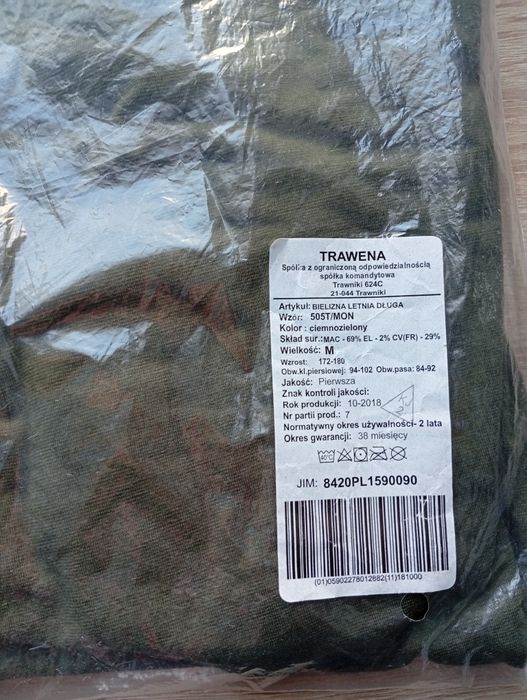 TRAWENA
Spółka z ograniczoną odpowiedzialnością
spółka komandytowa
Trawniki 624C
21-044 Trawniki
Artykuł: BIELIZNA LETNIA DŁUGA
Wzór: 505T/MON
Kolor : ciemnozielony
Skład sur.:MAC - 69% EL - 2% CV(FR) - 29%
Wielkość: M
Wzrost: 172-180
Obw.kl.piersiowej: 94-102 Obw.pasa: 84-92
Jakość: Pierwsza
Znak kontroli jakości:
Rok produkcji: 10-2018
Nr partii prod.: 7
Normatywny okres używalności- 2 lata
Okres gwarancji: 38 miesięcy
40°C
JIM: 8420PL1590090
(01)05902278012882(11)181000